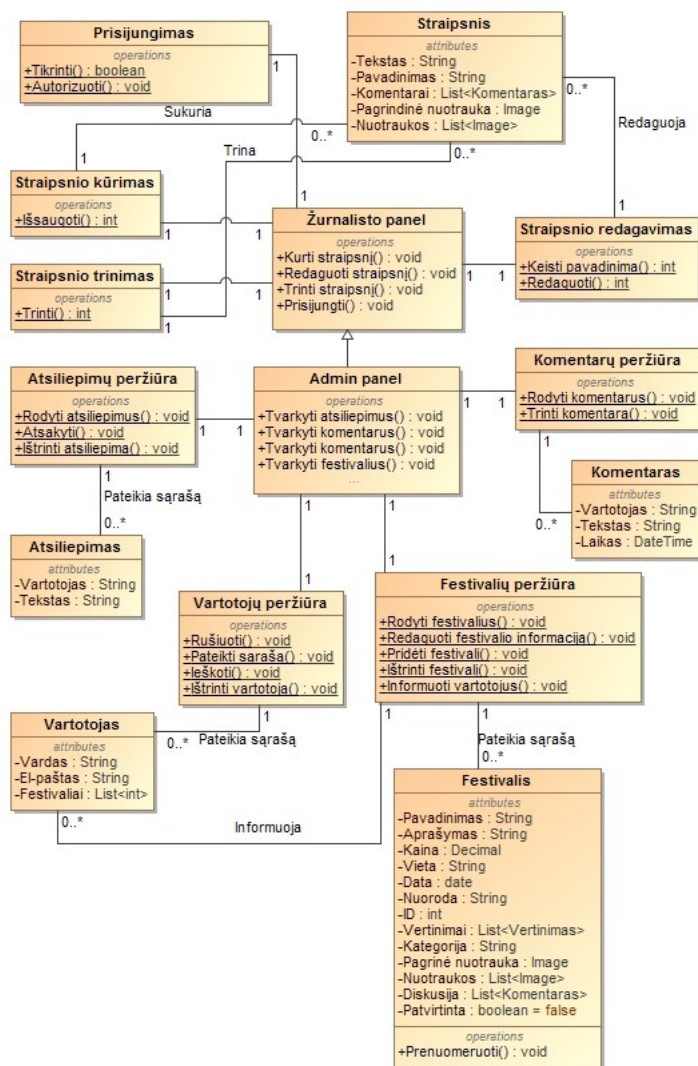 Prisijungimas
operations
+Tikrinti() : boolean
+Autorizuoti() : void
1
Straipsnis
attributes
-Tekstas : String
-Pavadinimas : String
-Komentarai : List<Komentaras>
-Pagrindinė nuotrauka : Image
-Nuotraukos : List<Image>
0..*
Redaguoja
1
Sukuria
0..*
1
Trina
0..*
1
Straipsnio kūrimas
operations
+Išsaugoti() : int
1
1
1
Straipsnio trinimas
operations
+Trinti() : int
1
1
1
Žurnalisto panel
operations
+Kurti straipsnį() : void
+Redaguoti straipsnį() : void
+Trinti straipsnį() : void
+Prisijungti() : void
1
1
Straipsnio redagavimas
operations
+Keisti pavadinima() : int
+Redaguoti() : int
Atsiliepimų peržiūra
operations
+Rodyti atsiliepimus() : void
+Atsakyti() : void
+Ištrinti atsiliepima() : void
1
1
1
Pateikia sąrašą
0..*
Admin panel
operations
+Tvarkyti atsiliepimus() : void
+Tvarkyti komentarus() : void
+Tvarkyti komentarus() : void
+Tvarkyti festivalius() : void
...
1
1
Komentarų peržiūra
operations
+Rodyti komentarus() : void
+Trinti komentara() : void
1
0..*
Komentaras
attributes
-Vartotojas : String
-Tekstas : String
-Laikas : DateTime
Atsiliepimas
attributes
-Vartotojas : String
-Tekstas : String
1
1
1
1
Vartotojų peržiūra
operations
+Rušiuoti() : void
+Pateikti saraša() : void
+Ieškoti() : void
+Ištrinti vartotoja() : void
1
0..*
Pateikia sąrašą
Festivalių peržiūra
operations
+Rodyti festivalius() : void
+Redaguoti festivalio informacija() : void
+Pridėti festivali() : void
+Ištrinti festivali() : void
+Informuoti vartotojus() : void
1
1
Pateikia sąrašą
0..*
Vartotojas
attributes
-Vardas : String
-El-paštas : String
-Festivaliai : List<int>
0..*
Informuoja
Festivalis
attributes
-Pavadinimas : String
-Aprašymas : String
-Kaina : Decimal
-Vieta : String
-Data : date
-Nuoroda : String
-ID : int
-Vertinimai : List<Vertinimas>
-Kategorija : String
-Pagrinė nuotrauka : Image
-Nuotraukos : List<Image>
-Diskusija : List<Komentaras>
-Patvirtinta : boolean = false
operations
+Prenuomeruoti() : void